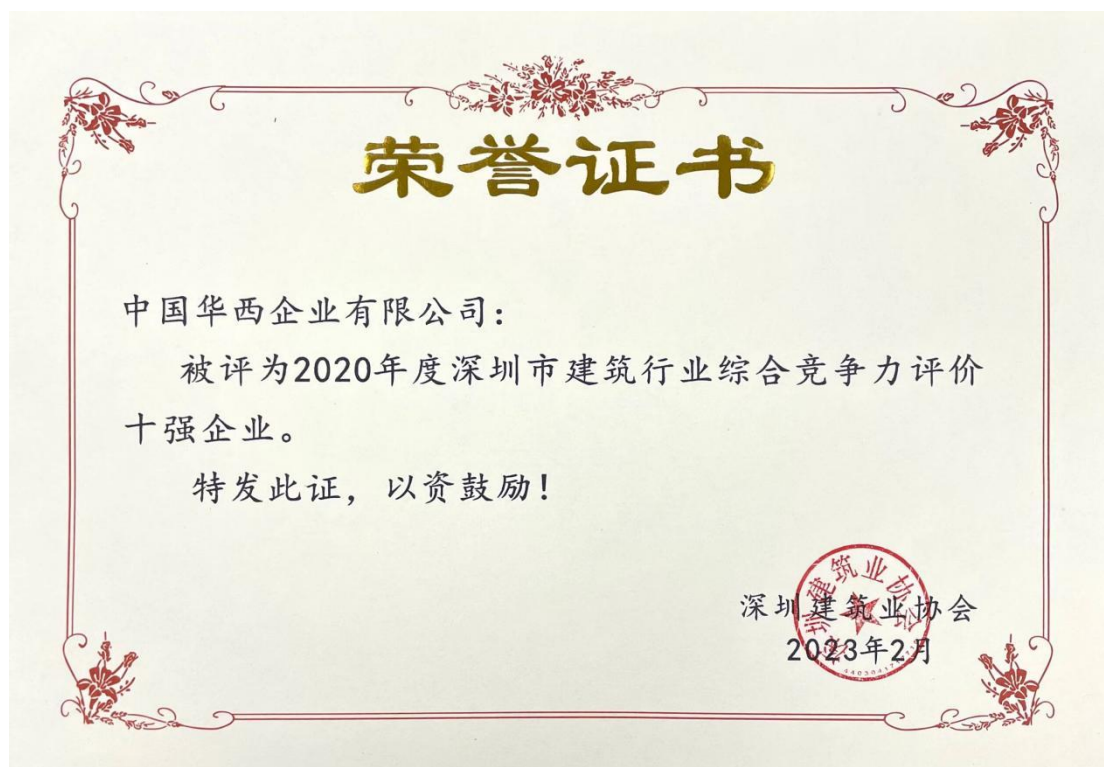 荣誉证书
中国华西企业有限公司：
被评为2020年度深圳市建筑行业综合竞争力评价
十强企业。
特发此证，以资鼓励！
深圳建筑业协会
2023年2月